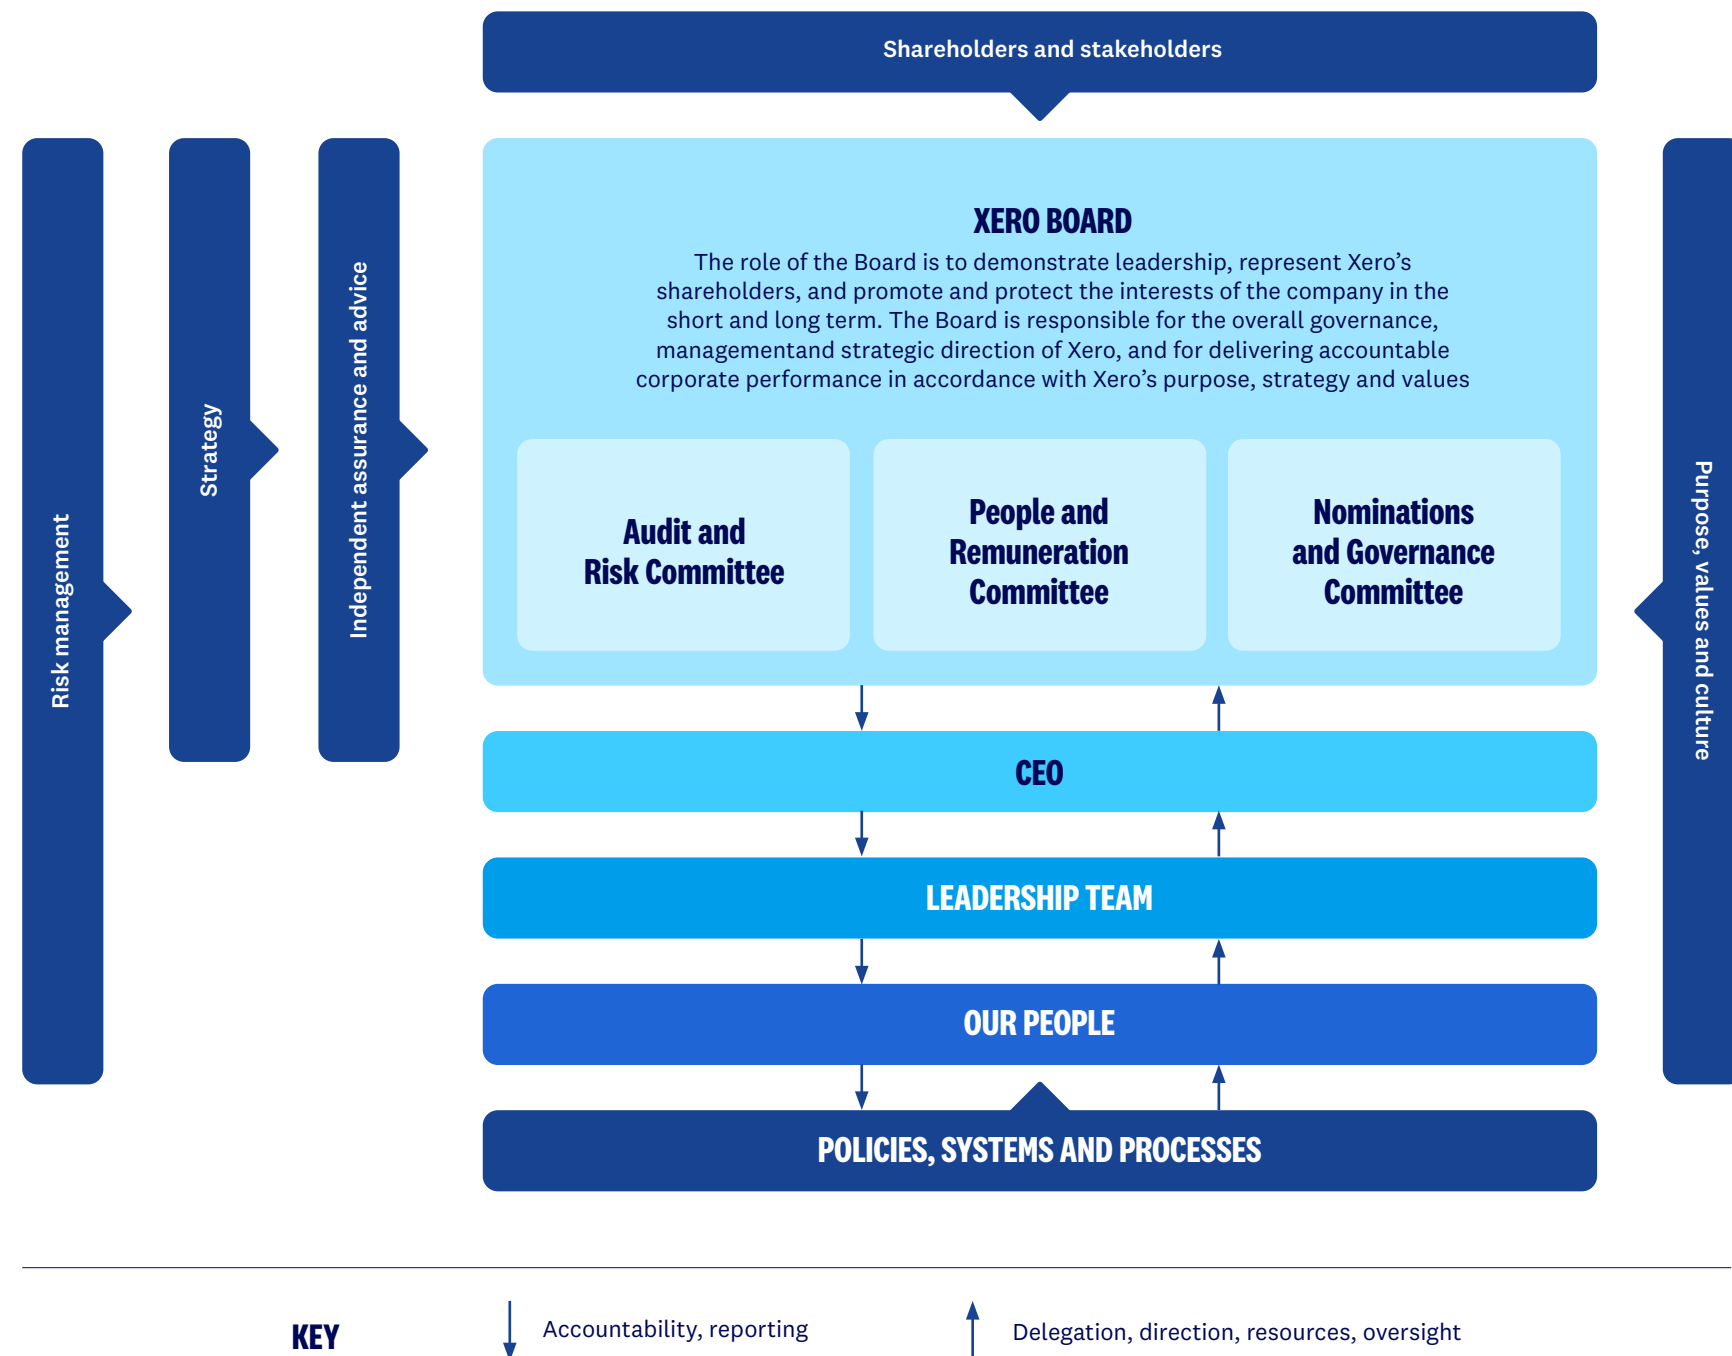 Shareholders and stakeholders
Risk management
Strategy
Independent assurance and advice
XERO BOARD
The role of the Board is to demonstrate leadership, represent Xero’s
shareholders, and promote and protect the interests of the company in the
short and long term. The Board is responsible for the overall governance,
managementand strategic direction of Xero, and for delivering accountable
corporate performance in accordance with Xero’s purpose, strategy and values
Audit and
Risk Committee
People and
Remuneration
Committee
Nominations
and Governance
Committee
Purpose, values and culture
CEO
LEADERSHIP TEAM
OUR PEOPLE
POLICIES, SYSTEMS AND PROCESSES
KEY
Accountability, reporting
Delegation, direction, resources, oversight